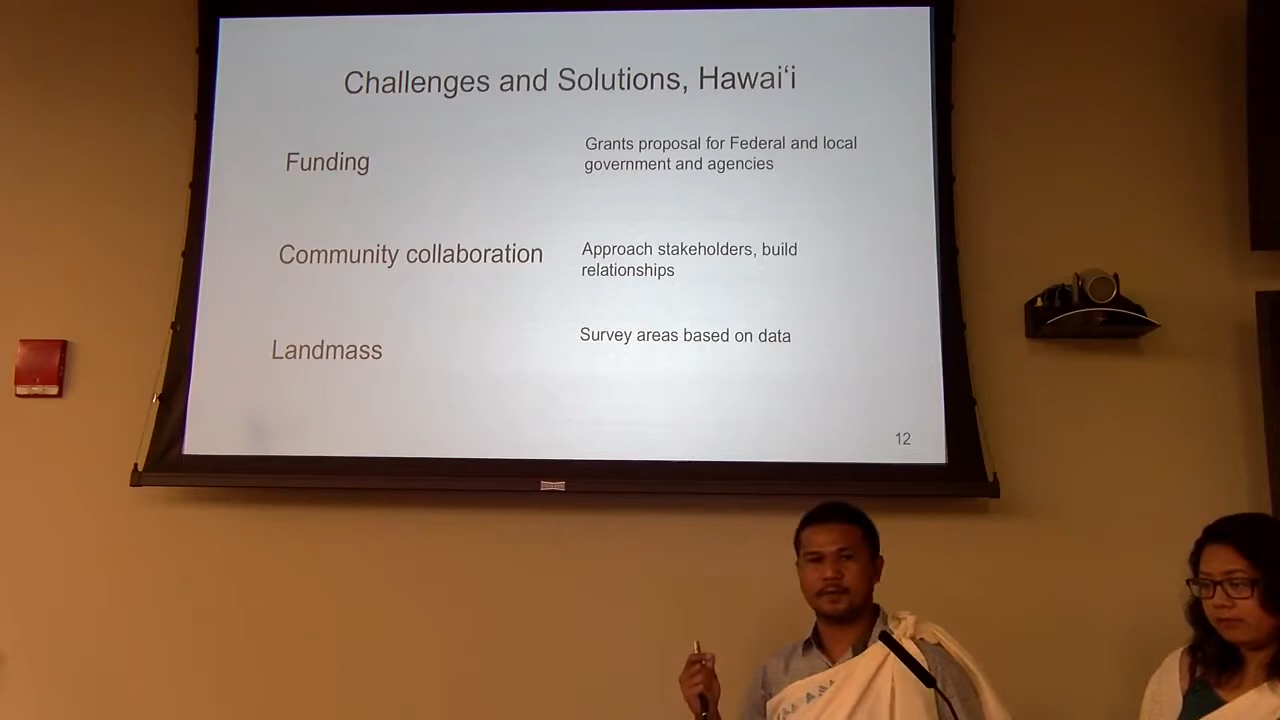 Challenges and Solutions, Hawaiʻi
Funding
Grants proposal for Federal and local
government and agencies
Community collaboration
Approach stakeholders, build
relationships
Landmass
Survey areas based on data
12